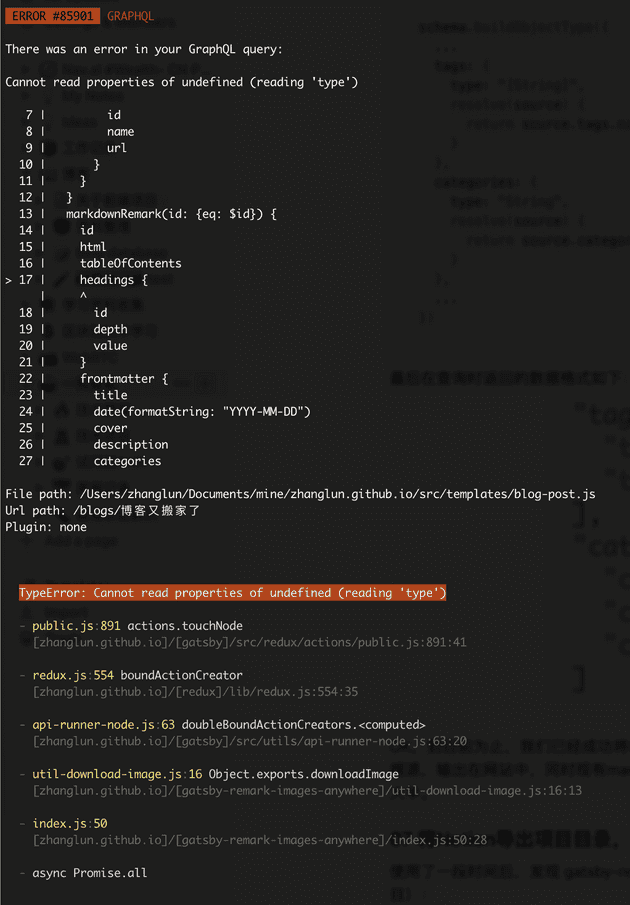 ERROR #85901 GRAPHQL
There was an error in your GraphQL query:
Cannot read properties of undefined (reading 'type')
7 | id
8 | name
9 | url
10 | }
11 | }
12 | }
13 | markdownRemark(id: {eq: $id}) {
14 | id
15 | html
16 | tableOfContents
> 17 | headings {
| ^
18 | id
19 | depth
20 | value
21 | }
22 | frontmatter {
23 | title
24 | date(formatString: "YYYY-MM-DD")
25 | cover
26 | description
27 | categories
File path: /Users/zhanglun/Documents/mine/zhanglun.github.io/src/templates/blog-post.js
Url path: /blogs/博客又搬家了
Plugin: none
TypeError: Cannot read properties of undefined (reading 'type')
- public.js:891 actions.touchNode
[zhanglun.github.io]/[gatsby]/src/redux/actions/public.js:891:41
- redux.js:554 boundActionCreator
[zhanglun.github.io]/[redux]/lib/redux.js:554:35
- api-runner-node.js:63 doubleBoundActionCreators.<computed>
[zhanglun.github.io]/[gatsby]/src/utils/api-runner-node.js:63:20
- util-download-image.js:16 Object.exports.downloadImage
[zhanglun.github.io]/[gatsby-remark-images-anywhere]/util-download-image.js:16:13
- index.js:50
[zhanglun.github.io]/[gatsby-remark-images-anywhere]/index.js:50:28
- async Promise.all